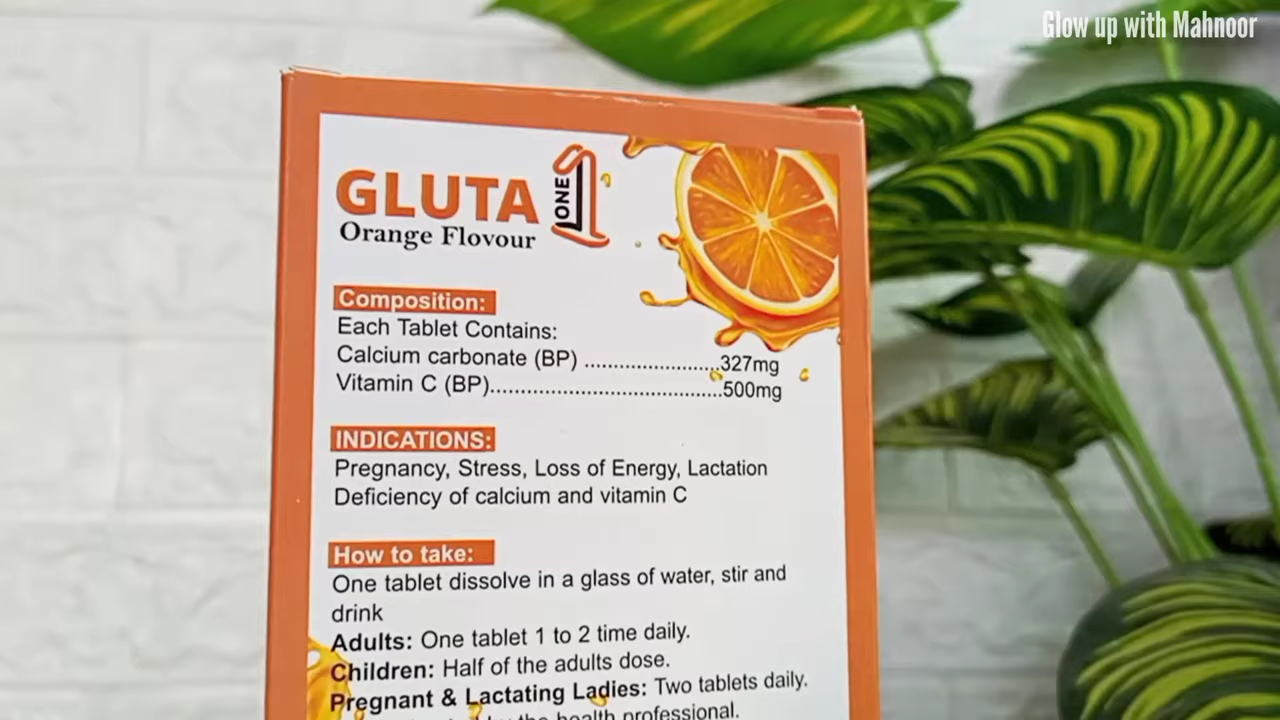 Glow up with Mahnoor
GLUTA ONE 1
Orange Flovour
Composition:
Each Tablet Contains:
Calcium carbonate (BP) ........................327mg
Vitamin C (BP).........................................500mg
INDICATIONS:
Pregnancy, Stress, Loss of Energy, Lactation
Deficiency of calcium and vitamin C
How to take:
One tablet dissolve in a glass of water, stir and
drink
Adults: One tablet 1 to 2 time daily.
Children: Half of the adults dose.
Pregnant & Lactating Ladies: Two tablets daily.
the health professional.